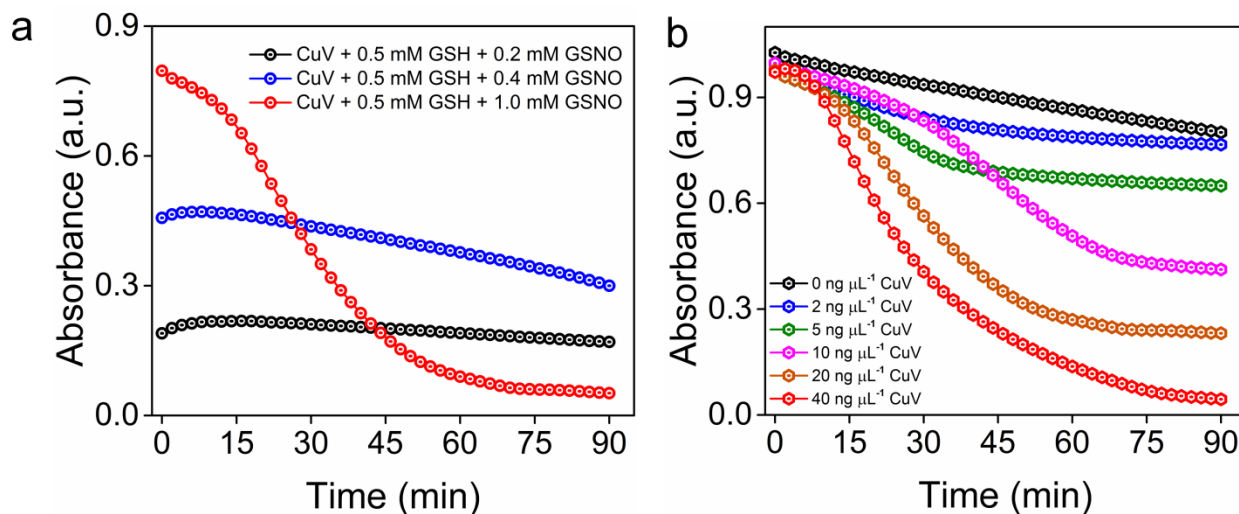 a
CuV + 0.5 mM GSH + 0.2 mM GSNO
CuV + 0.5 mM GSH + 0.4 mM GSNO
CuV + 0.5 mM GSH + 1.0 mM GSNO
Absorbance (a.u.)
0.9
0.6
0.3
0.0
0 15 30 45 60 75 90
Time (min)
b
Absorbance (a.u.)
0.9
0.6
0.3
0.0
0 ng μL⁻¹ CuV
2 ng μL⁻¹ CuV
5 ng μL⁻¹ CuV
10 ng μL⁻¹ CuV
20 ng μL⁻¹ CuV
40 ng μL⁻¹ CuV
0 15 30 45 60 75 90
Time (min)